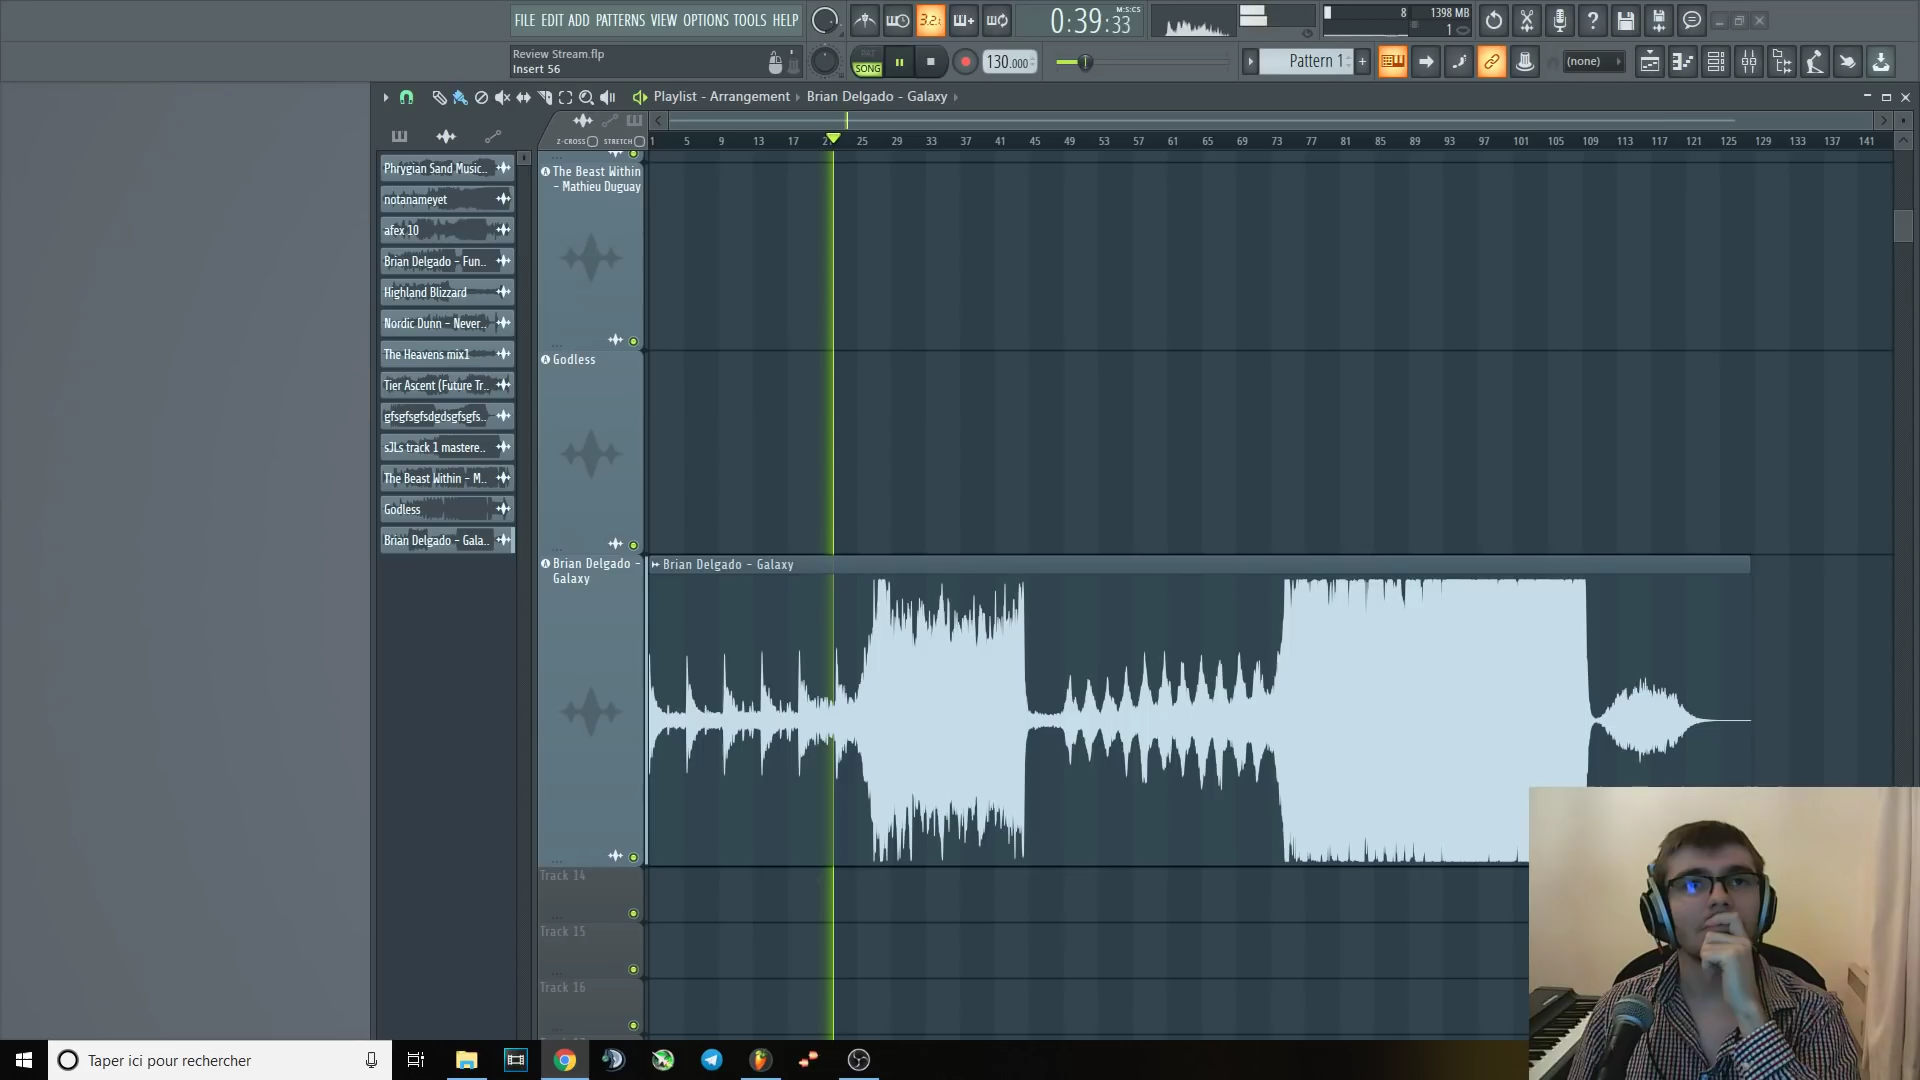 FILE EDIT ADD PATTERNS VIEW OPTIONS TOOLS HELP
Review Stream.flp
Insert 56
PAT
SONG
130.000
0:39:33
M:S:CS
8
1398 MB
1
Pattern 1
(none)
Playlist - Arrangement
Brian Delgado - Galaxy
Z-CROSS
STRETCH
1 5 9 13 17 25 29 33 37 41 45 49 53 57 61 65 69 73 77 81 85 89 93 97 101 105 109 113 117 121 125 129 133 137 141
Phrygian Sand Music..
notanameyet
afex 10
Brian Delgado - Fun..
Highland Blizzard
Nordic Dunn - Never..
The Heavens mix1
Tier Ascent (Future Tr..
gfsgfsgfsdgdsgfsgfs..
sJLs track 1 mastere..
The Beast Within - M..
Godless
Brian Delgado - Gala..
The Beast Within
- Mathieu Duguay
Godless
Brian Delgado -
Galaxy
Brian Delgado - Galaxy
Track 14
Track 15
Track 16
Taper ici pour rechercher